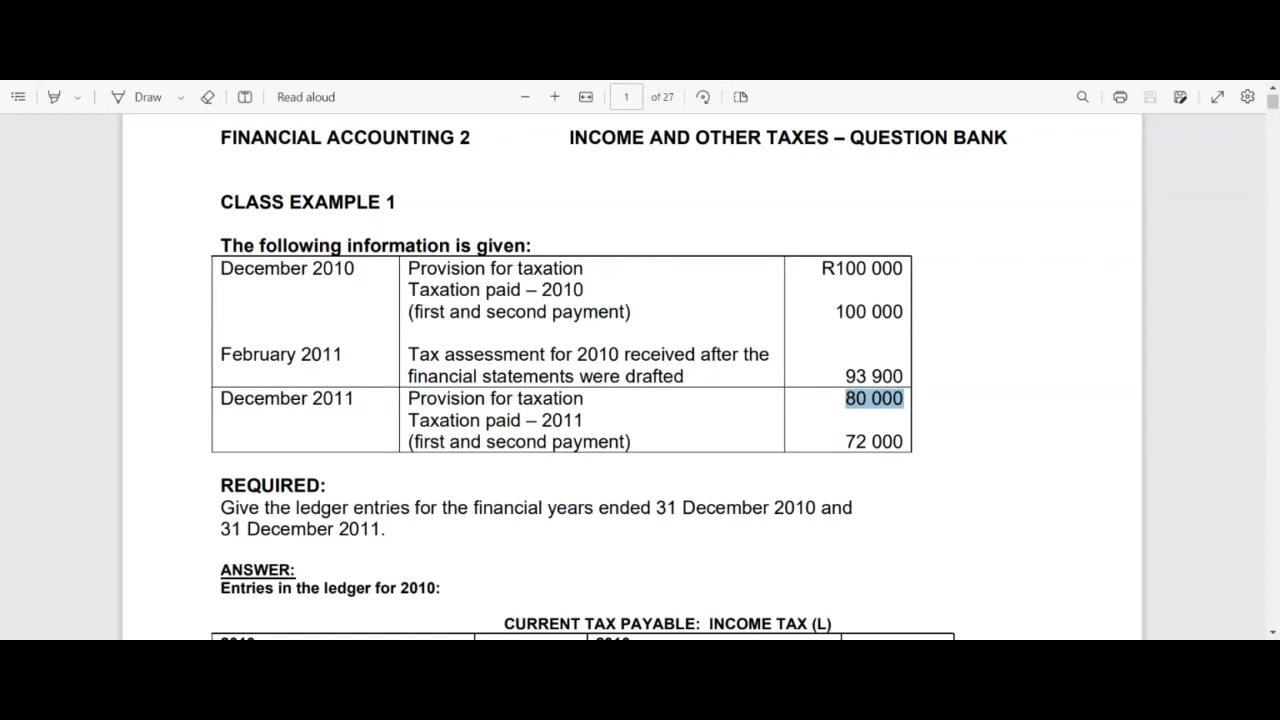 Draw
Read aloud
1 of 27
FINANCIAL ACCOUNTING 2 INCOME AND OTHER TAXES – QUESTION BANK
CLASS EXAMPLE 1
The following information is given:
December 2010 Provision for taxation R100 000
Taxation paid – 2010
(first and second payment) 100 000
February 2011 Tax assessment for 2010 received after the
financial statements were drafted 93 900
December 2011 Provision for taxation 80 000
Taxation paid – 2011
(first and second payment) 72 000
REQUIRED:
Give the ledger entries for the financial years ended 31 December 2010 and
31 December 2011.
ANSWER:
Entries in the ledger for 2010:
CURRENT TAX PAYABLE: INCOME TAX (L)